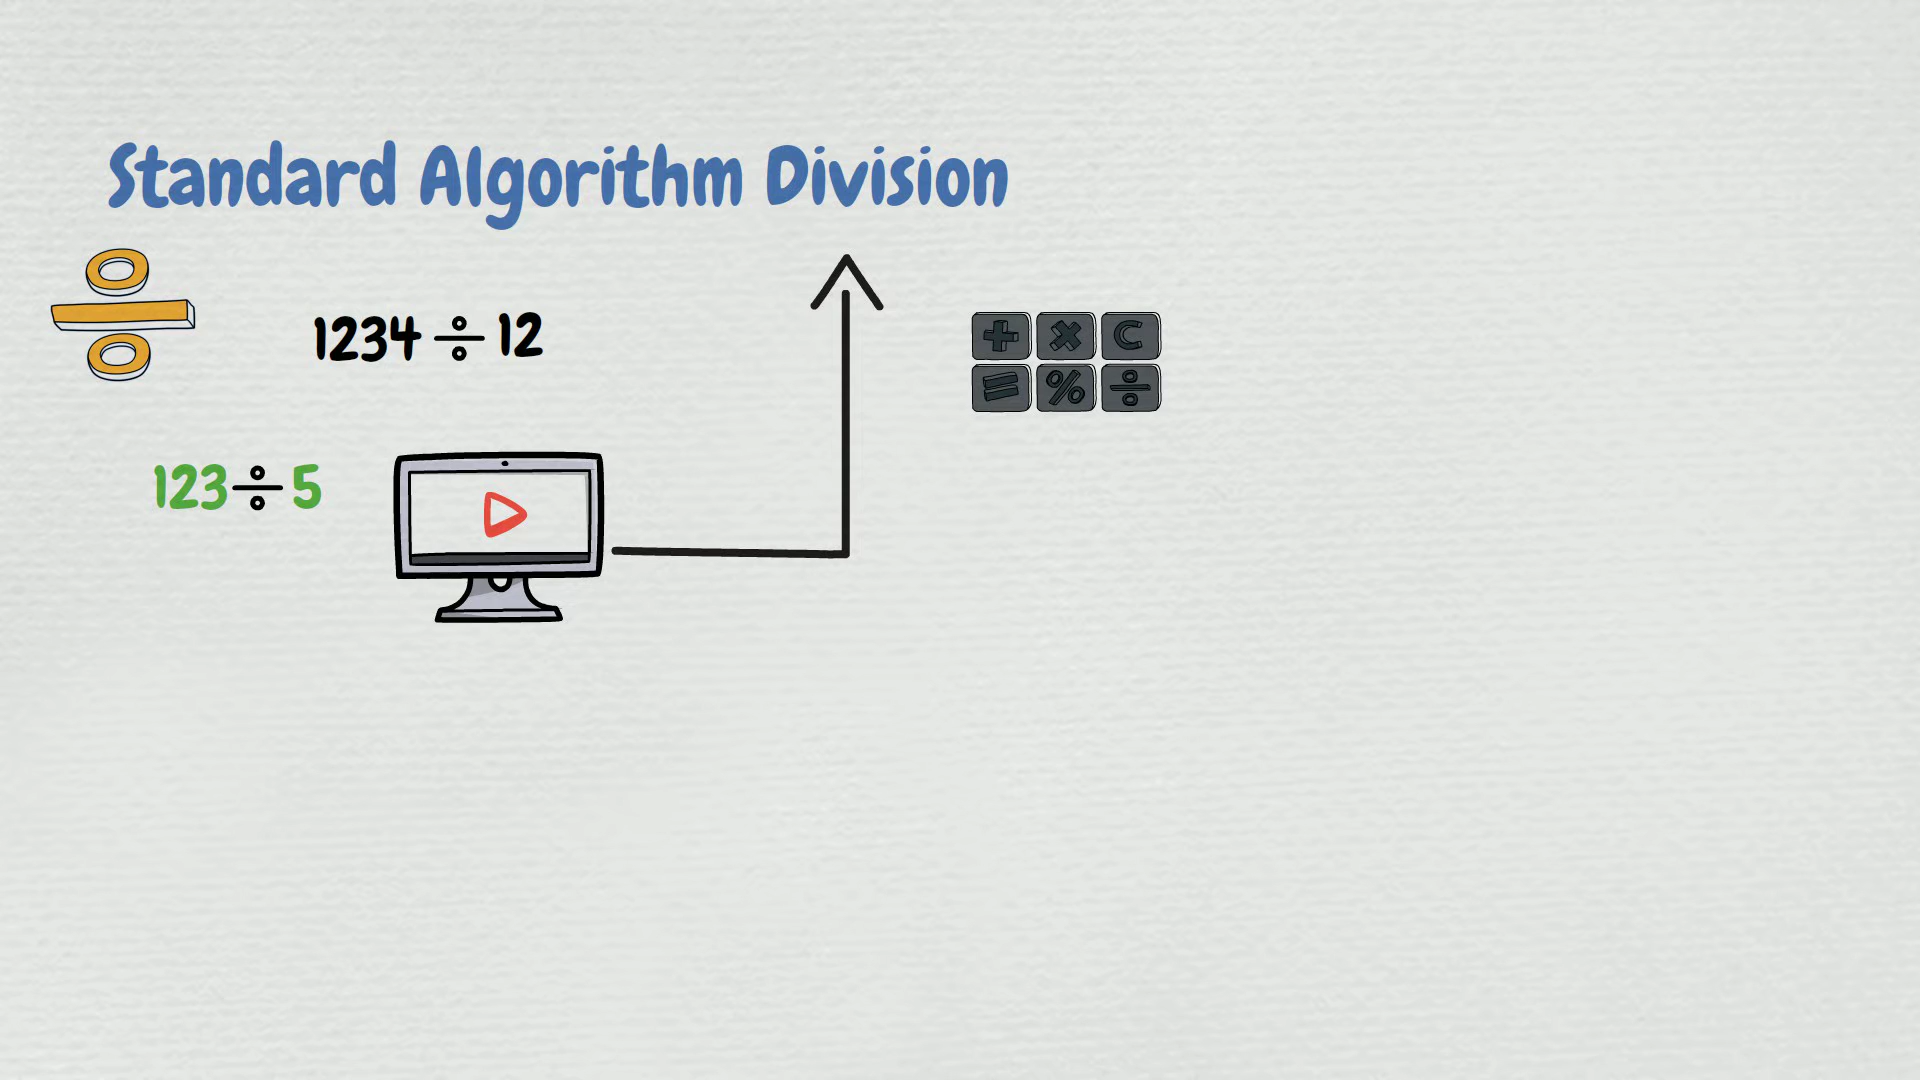 Standard Algorithm Division
1234 ÷ 12
123 ÷ 5
+ × C
= % ÷